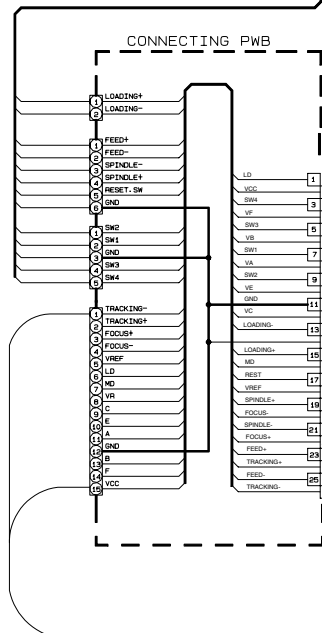 CONNECTING PWB
1 LOADING+
2 LOADING-
1 FEED+
2 FEED-
3 SPINDLE-
4 SPINDLE+
5 RESET.SW
6 GND
1 SW2
2 SW1
3 GND
4 SW3
5 SW4
1 TRACKING-
2 TRACKING+
3 FOCUS+
4 FOCUS-
5 VREF
6 LD
7 MD
8 VR
9 C
10 E
11 A
12 GND
13 B
14 F
15 VCC
LD 1
VCC
SW4 3
VF
SW3 5
VB
SW1 7
VA
SW2 9
VE
GND 11
VC
LOADING- 13
LOADING+ 15
MD
REST 17
VREF
SPINDLE+ 19
FOCUS-
SPINDLE- 21
FOCUS+
FEED+ 23
TRACKING+
FEED- 25
TRACKING-